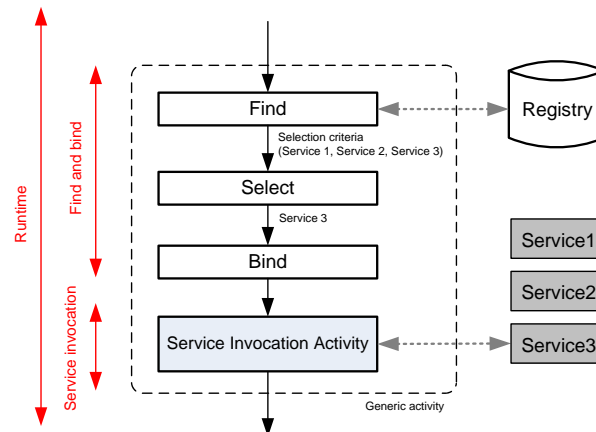 Find
Registry
Selection criteria
(Service 1, Service 2, Service 3)
Select
Service 3
Bind
Service1
Service2
Service Invocation Activity
Service3
Generic activity
Runtime
Find and bind
Service invocation